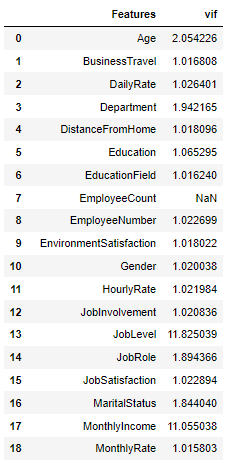 Features vif
0 Age 2.054226
1 BusinessTravel 1.016808
2 DailyRate 1.026401
3 Department 1.942165
4 DistanceFromHome 1.018096
5 Education 1.065295
6 EducationField 1.016240
7 EmployeeCount NaN
8 EmployeeNumber 1.022699
9 EnvironmentSatisfaction 1.018022
10 Gender 1.020038
11 HourlyRate 1.021984
12 JobInvolvement 1.020836
13 JobLevel 11.825039
14 JobRole 1.894366
15 JobSatisfaction 1.022894
16 MaritalStatus 1.844040
17 MonthlyIncome 11.055038
18 MonthlyRate 1.015803